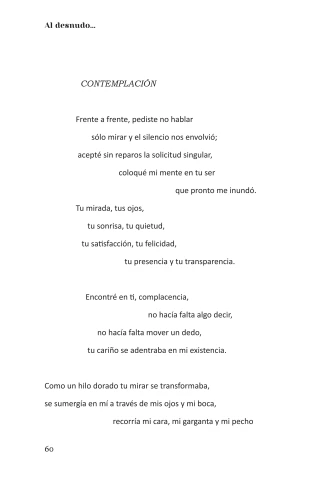 Al desnudo...
CONTEMPLACIÓN
Frente a frente, pediste no hablar
sólo mirar y el silencio nos envolvió;
acepté sin reparos la solicitud singular,
coloqué mi mente en tu ser
que pronto me inundó.
Tu mirada, tus ojos,
tu sonrisa, tu quietud,
tu satisfacción, tu felicidad,
tu presencia y tu transparencia.
Encontré en ti, complacencia,
no hacía falta algo decir,
no hacía falta mover un dedo,
tu cariño se adentraba en mi existencia.
Como un hilo dorado tu mirar se transformaba,
se sumergía en mí a través de mis ojos y mi boca,
recorría mi cara, mi garganta y mi pecho
60